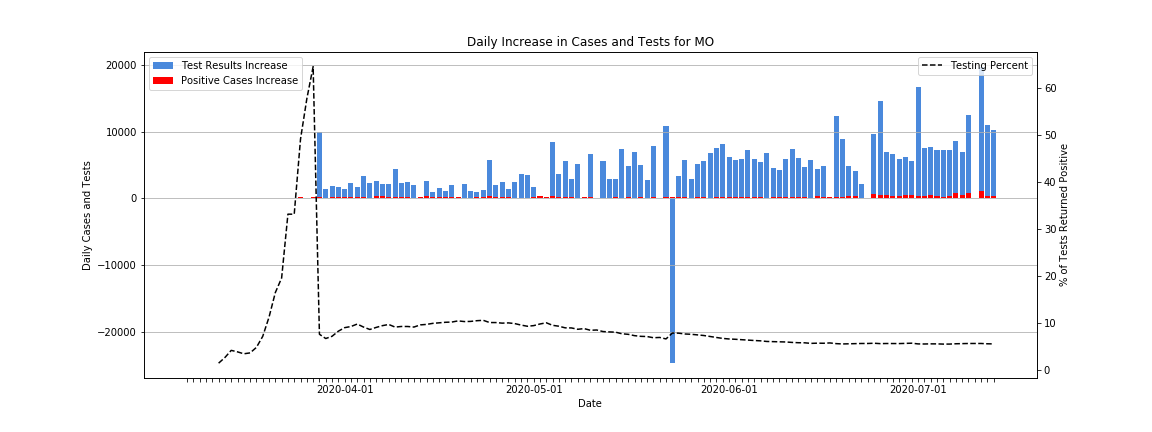 Daily Increase in Cases and Tests for MO
Test Results Increase
Positive Cases Increase
Testing Percent
Daily Cases and Tests
20000
10000
0
−10000
−20000
60
50
40
30
20
10
0
% of Tests Returned Positive
2020-04-01
2020-05-01
2020-06-01
2020-07-01
Date